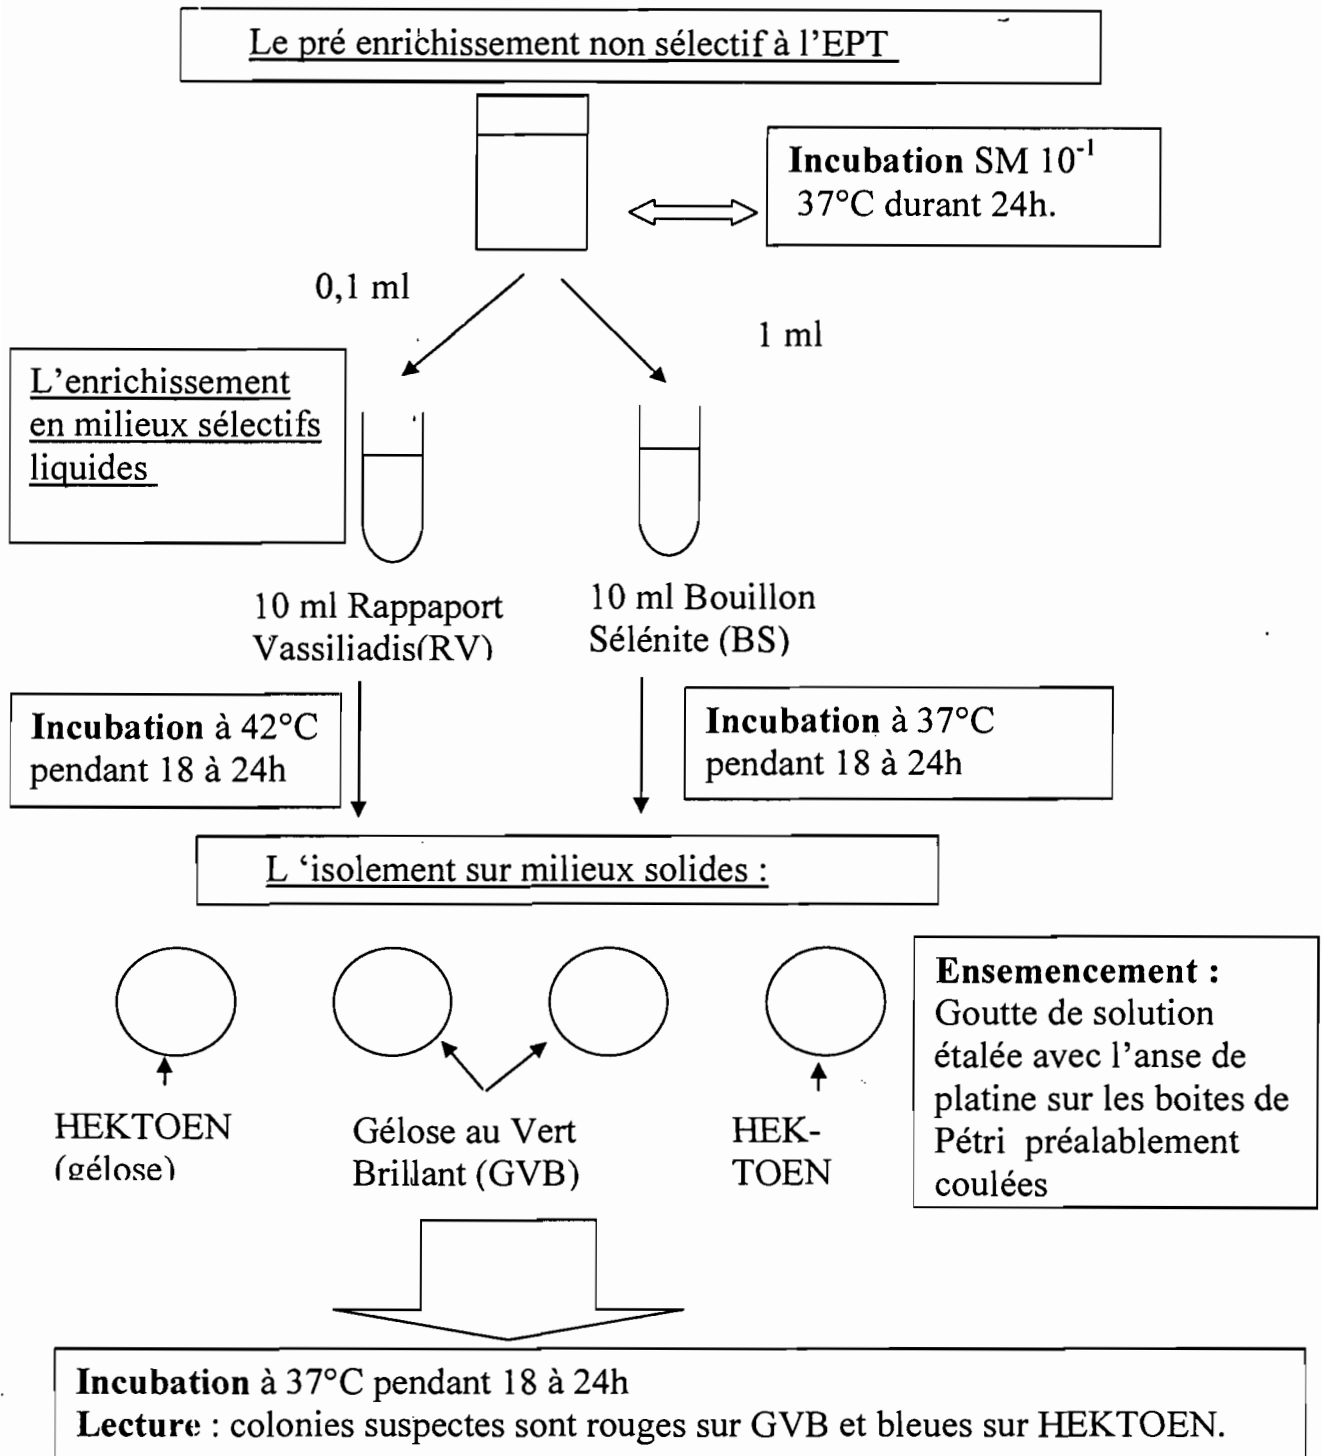 Le pré enrichissement non sélectif à l'EPT
Incubation SM 10⁻¹
37°C durant 24h.
0,1 ml
1 ml
L'enrichissement
en milieux sélectifs
liquides
10 ml Rappaport
Vassiliadis(RV)
10 ml Bouillon
Sélénite (BS)
Incubation à 42°C
pendant 18 à 24h
Incubation à 37°C
pendant 18 à 24h
L ‘isolement sur milieux solides :
Ensemencement :
Goutte de solution
étalée avec l'anse de
platine sur les boites de
Pétri préalablement
coulées
HEKTOEN
(gélose)
Gélose au Vert
Brillant (GVB)
HEK-
TOEN
Incubation à 37°C pendant 18 à 24h
Lecture : colonies suspectes sont rouges sur GVB et bleues sur HEKTOEN.